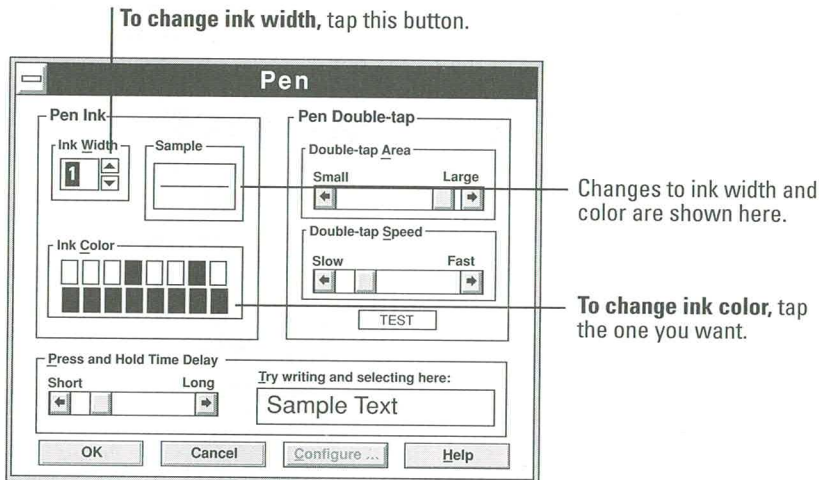 To change ink width, tap this button.
Pen
Pen Ink
Ink Width
1
Sample
Ink Color
Pen Double-tap
Double-tap Area
Small Large
Double-tap Speed
Slow Fast
TEST
Changes to ink width and
color are shown here.
To change ink color, tap
the one you want.
Press and Hold Time Delay
Short Long
Try writing and selecting here:
Sample Text
OK Cancel Configure ... Help